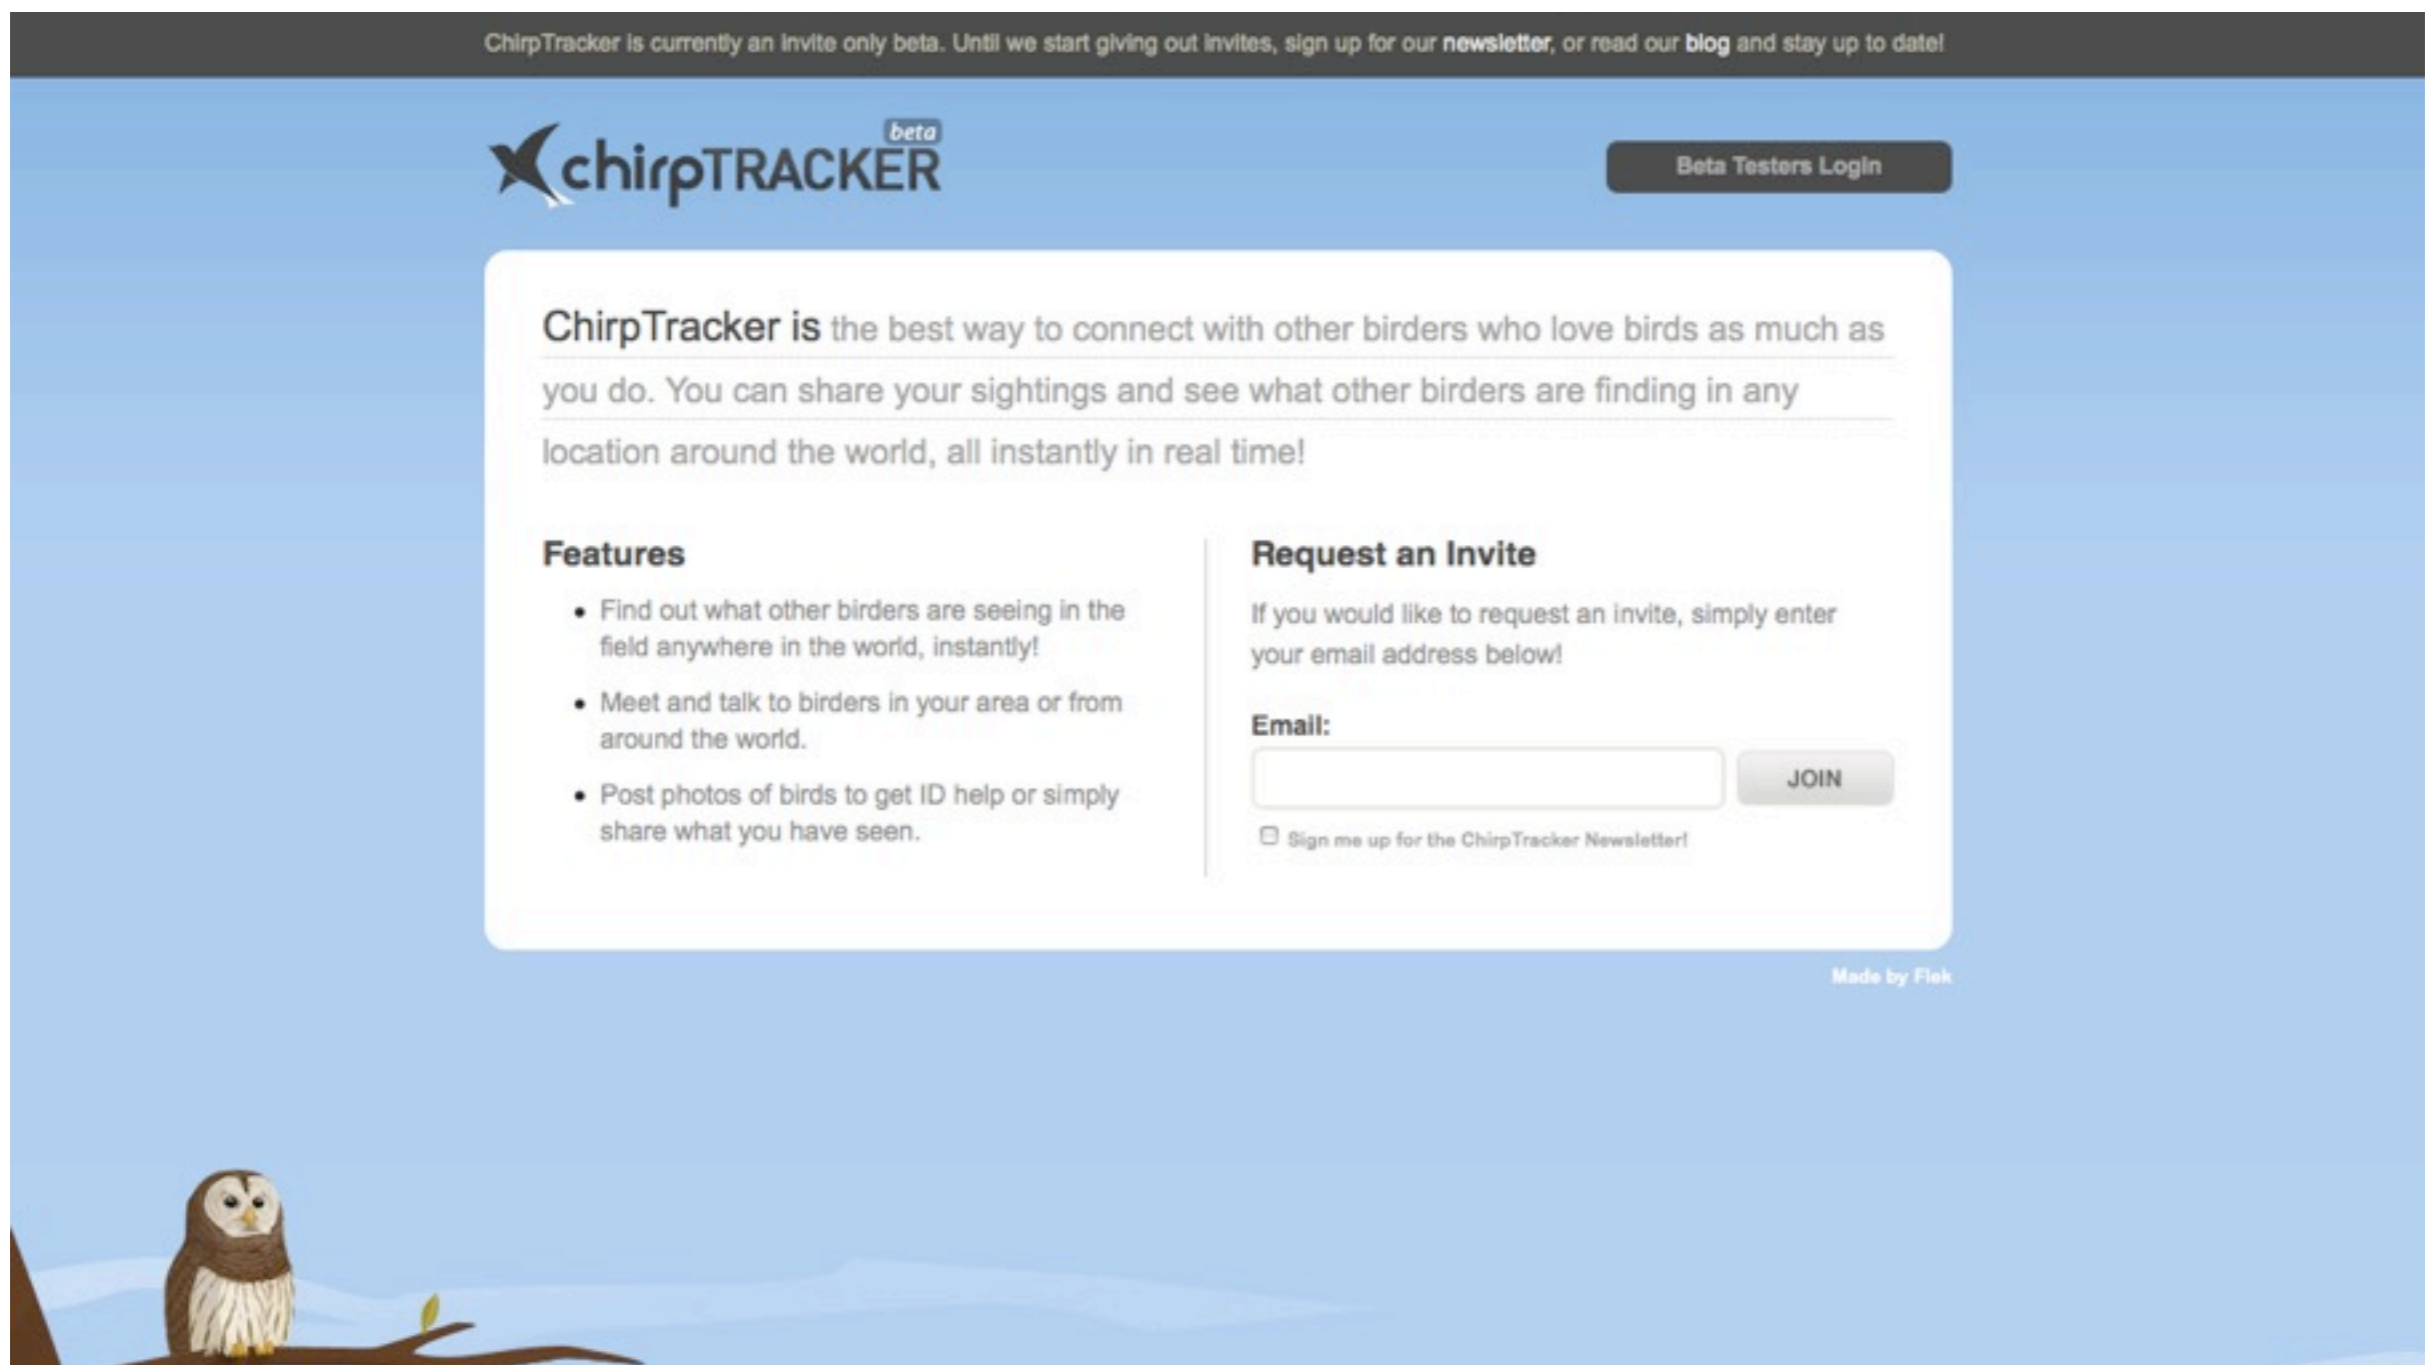 ChirpTracker is currently an invite only beta. Until we start giving out invites, sign up for our newsletter, or read our blog and stay up to date!
chirpTRACKER beta
Beta Testers Login
ChirpTracker is the best way to connect with other birders who love birds as much as
you do. You can share your sightings and see what other birders are finding in any
location around the world, all instantly in real time!
Features
• Find out what other birders are seeing in the
field anywhere in the world, instantly!
• Meet and talk to birders in your area or from
around the world.
• Post photos of birds to get ID help or simply
share what you have seen.
Request an Invite
If you would like to request an invite, simply enter
your email address below!
Email:
JOIN
Sign me up for the ChirpTracker Newsletter!
Made by Flek